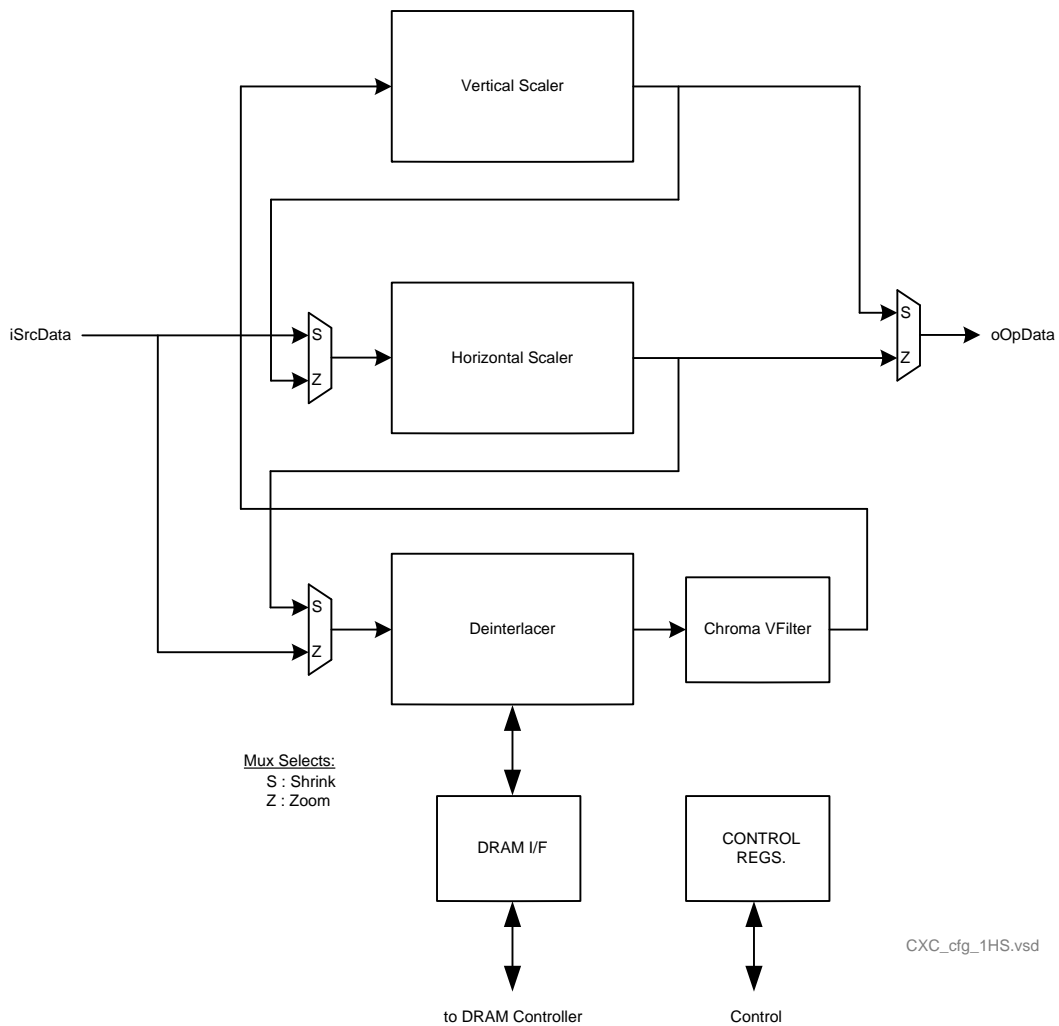 Vertical Scaler
iSrcData
S
Z
Horizontal Scaler
S
Z
oOpData
S
Z
Deinterlacer
Chroma VFilter
Mux Selects:
S : Shrink
Z : Zoom
DRAM I/F
CONTROL
REGS.
CXC_cfg_1HS.vsd
to DRAM Controller
Control